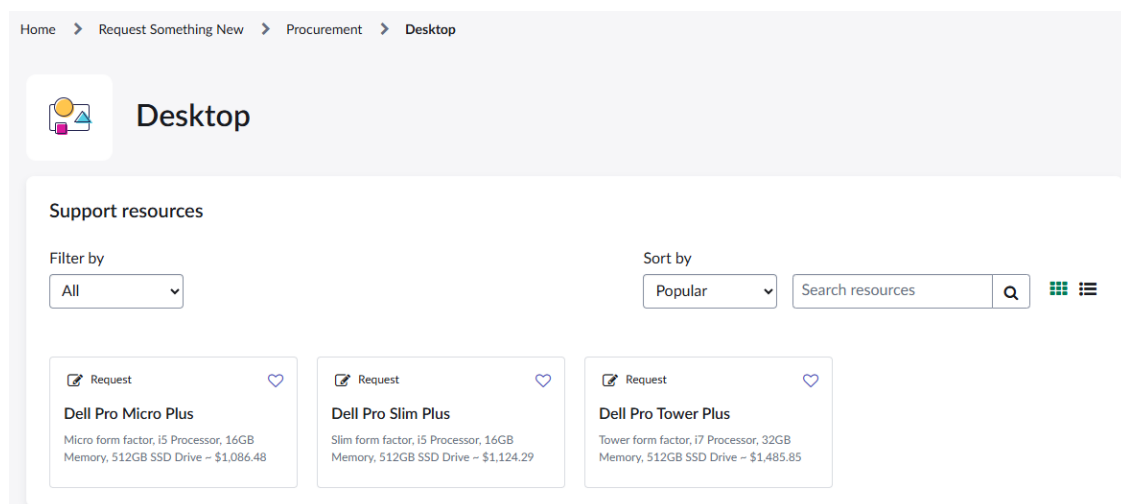 Home > Request Something New > Procurement > Desktop
Desktop
Support resources
Filter by
Sort by
All
Popular
Search resources
Request
Request
Request
Dell Pro Micro Plus
Dell Pro Slim Plus
Dell Pro Tower Plus
Micro form factor, i5 Processor, 16GB
Memory, 512GB SSD Drive ~ $1,086.48
Slim form factor, i5 Processor, 16GB
Memory, 512GB SSD Drive ~ $1,124.29
Tower form factor, i7 Processor, 32GB
Memory, 512GB SSD Drive ~ $1,485.85